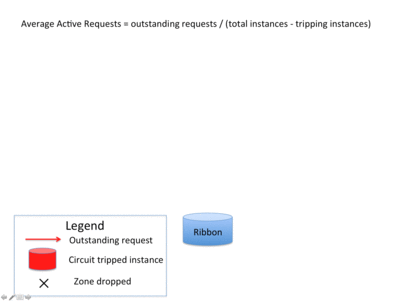 Average Active Requests = outstanding requests / (total instances - tripping instances)
Legend
Outstanding request
Circuit tripped instance
Zone dropped
Ribbon